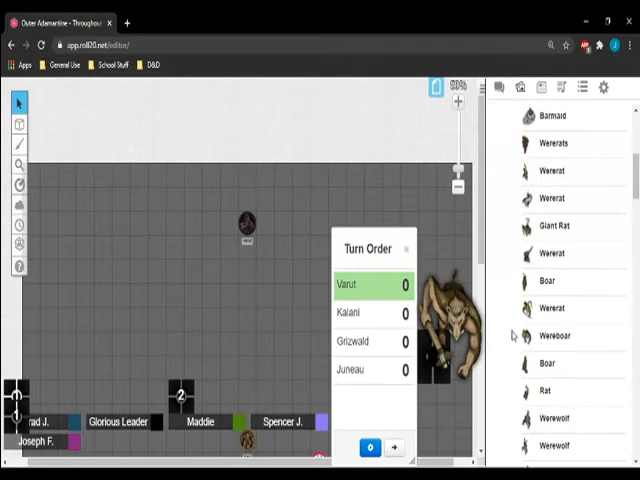 Outer Adamantine - Throughout
app.roll20.net/editor/
Apps
General Use
School Stuff
D&D
Barmaid
Wererats
Wererat
Wererat
Giant Rat
Wererat
Boar
Wererat
Wereboar
Boar
Rat
Werewolf
Werewolf
Turn Order
Varut 0
Kalani 0
Grizwald 0
Juneau 0
2
1
rad J.
Glorious Leader
Maddie
Spencer J.
Joseph F.